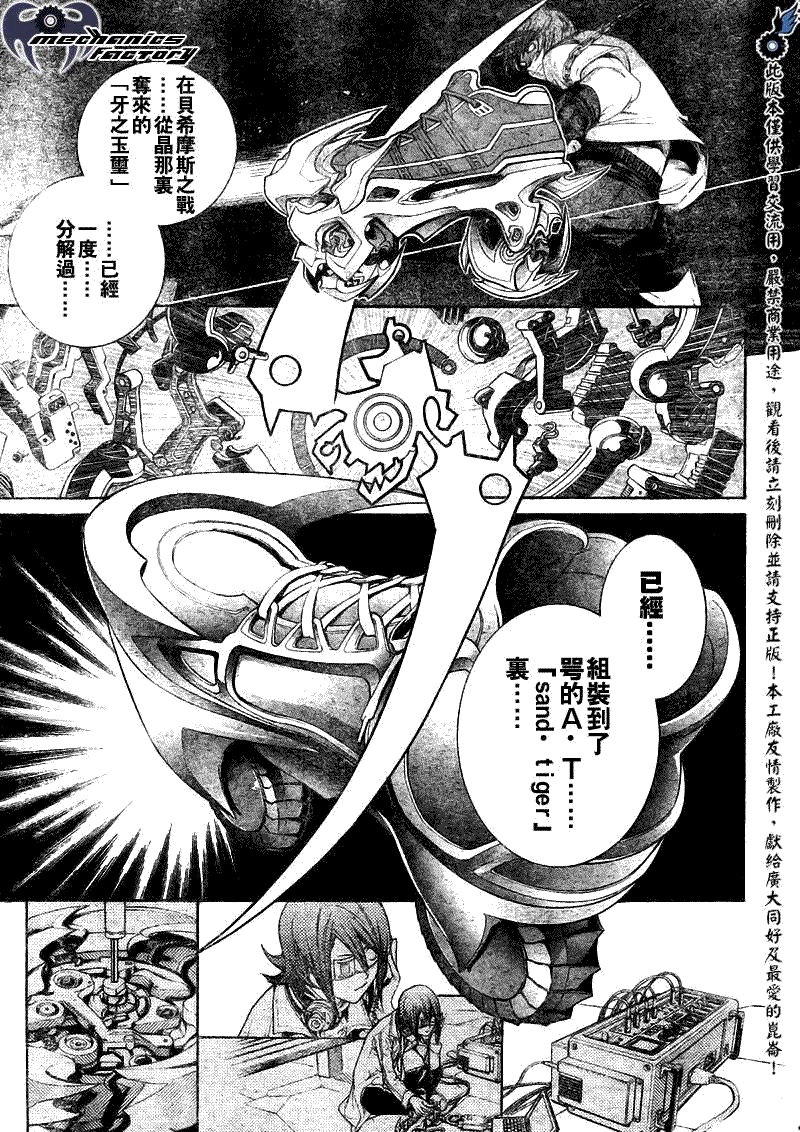 mechanics
factory
在貝希摩斯之戰
……從晶那裏
奪來的
「牙之玉璽」
……已經
一度……
分解過……
已經……
組裝到了
咢的A・T……
「sand・tiger」
裏……
此版本僅供學習交流用，嚴禁商業用途，觀看後請立刻刪除並請支持正版！本工廠友情製作，獻給廣大同好及最愛的崑崙！